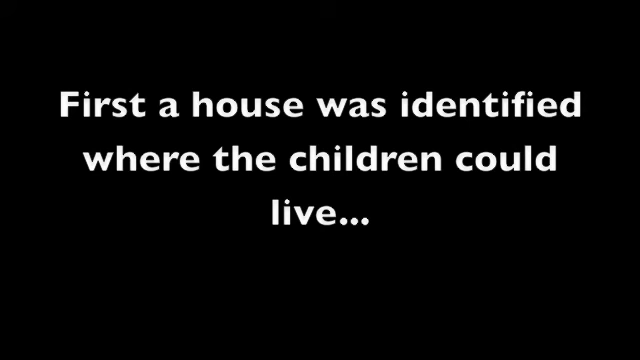 First a house was identified
where the children could
live...